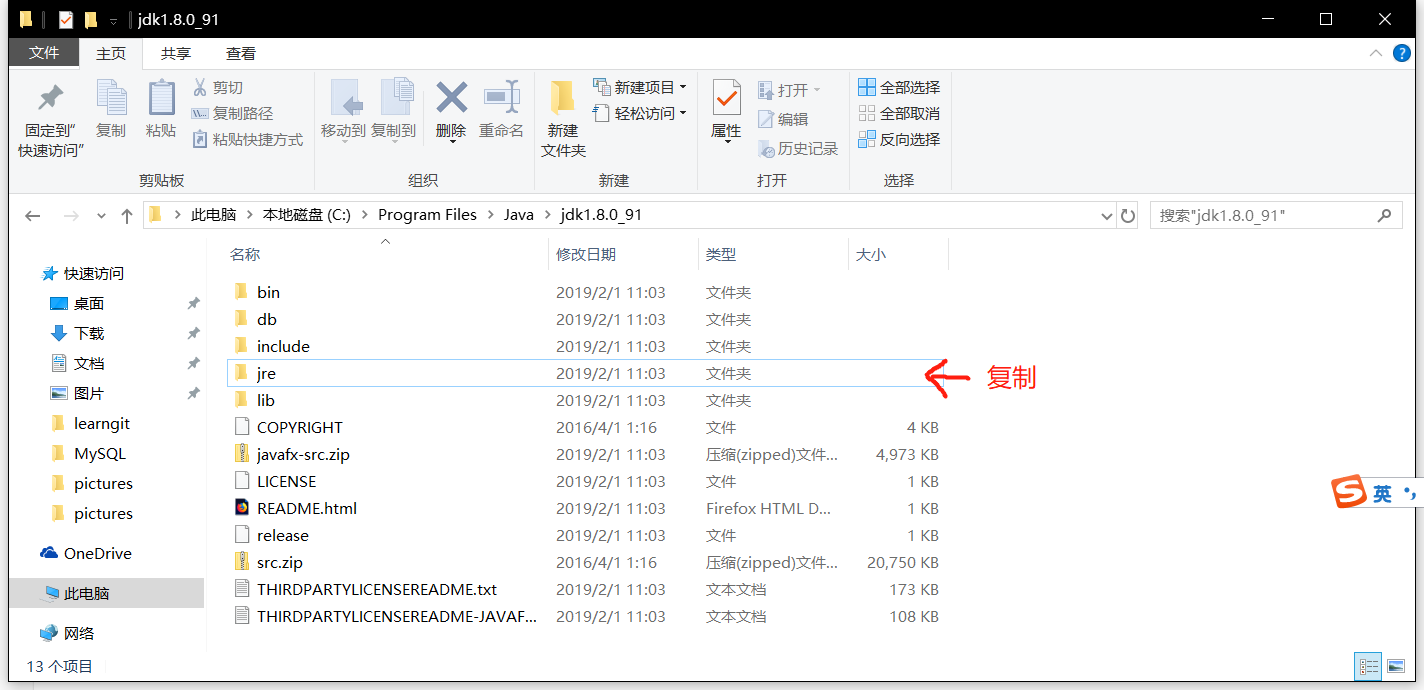 jdk1.8.0_91
文件 主页 共享 查看
固定到"快速访问"
复制
粘贴
剪切
复制路径
粘贴快捷方式
剪贴板
移动到
复制到
删除
重命名
组织
新建文件夹
新建项目
轻松访问
新建
属性
打开
编辑
历史记录
打开
全部选择
全部取消
反向选择
选择
此电脑 > 本地磁盘 (C:) > Program Files > Java > jdk1.8.0_91
搜索"jdk1.8.0_91"
快速访问
桌面
下载
文档
图片
learngit
MySQL
pictures
pictures
OneDrive
此电脑
网络
名称 修改日期 类型 大小
bin 2019/2/1 11:03 文件夹
db 2019/2/1 11:03 文件夹
include 2019/2/1 11:03 文件夹
jre 2019/2/1 11:03 文件夹 复制
lib 2019/2/1 11:03 文件夹
COPYRIGHT 2016/4/1 1:16 文件 4 KB
javafx-src.zip 2019/2/1 11:03 压缩(zipped)文件... 4,973 KB
LICENSE 2019/2/1 11:03 文件 1 KB
README.html 2019/2/1 11:03 Firefox HTML D... 1 KB
release 2019/2/1 11:03 文件 1 KB
src.zip 2016/4/1 1:16 压缩(zipped)文件... 20,750 KB
THIRDPARTYLICENSEREADME.txt 2019/2/1 11:03 文本文档 173 KB
THIRDPARTYLICENSEREADME-JAVAF... 2019/2/1 11:03 文本文档 108 KB
英
13 个项目